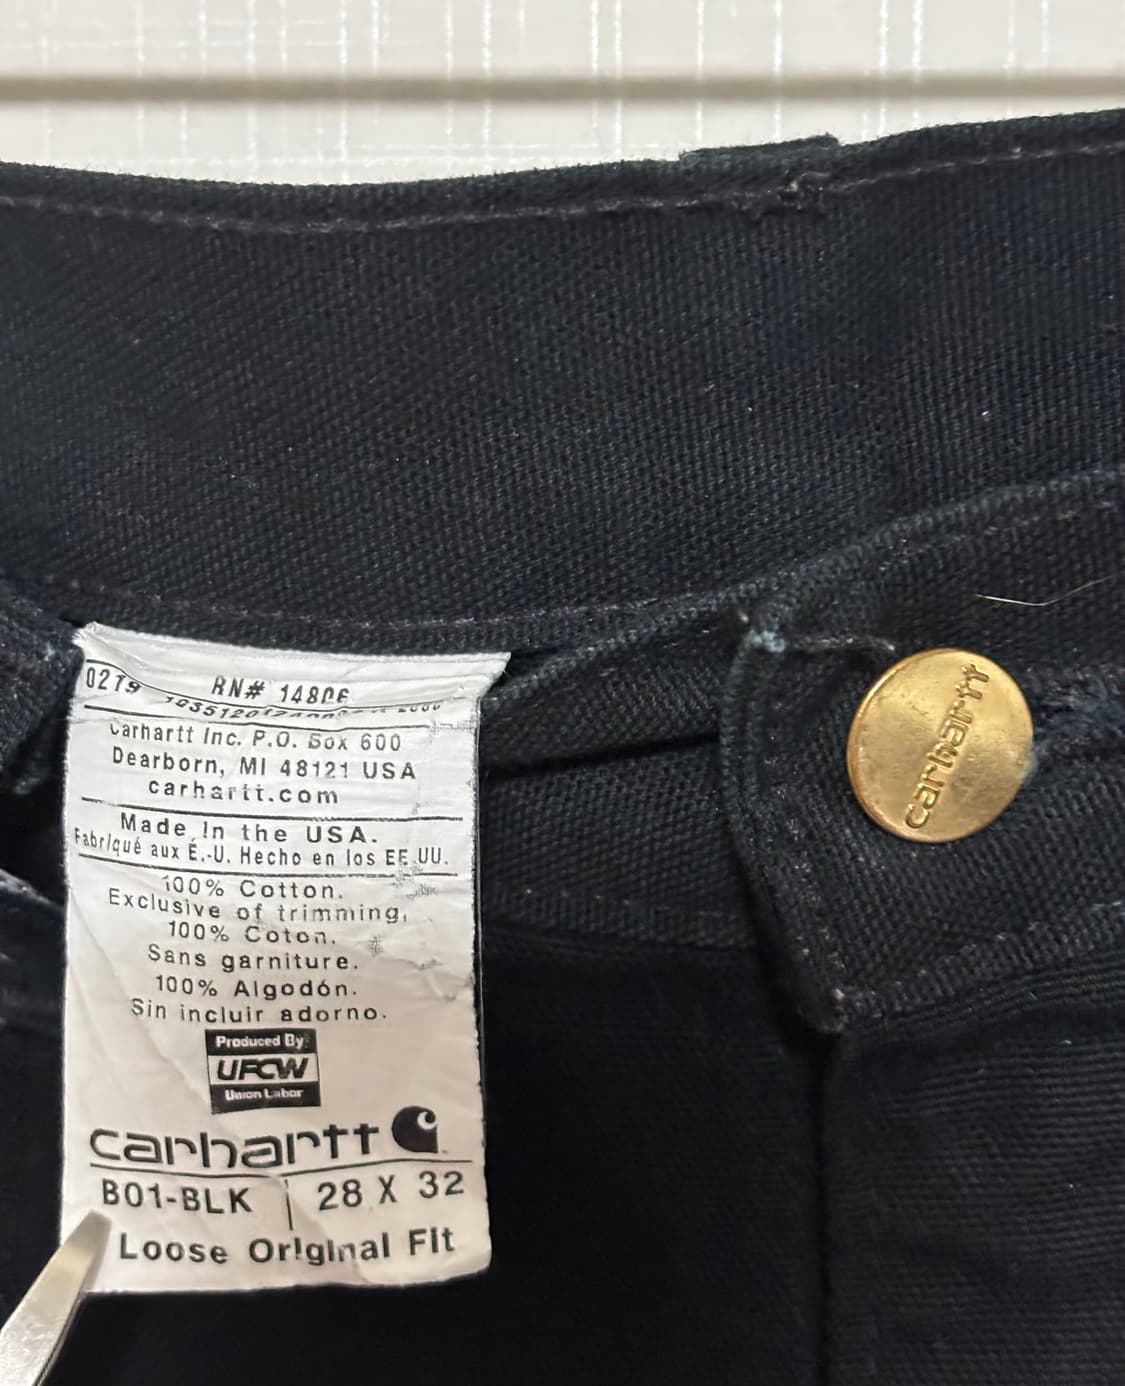 0219 RN# 14806
Carhartt Inc. P.O. Box 600
Dearborn, MI 48121 USA
carhartt.com
Made In the USA.
Fabriqué aux É.-U. Hecho en los EE.UU.
100% Cotton.
Exclusive of trimming,
100% Coton.
Sans garniture.
100% Algodón.
Sin incluir adorno.
Produced By
UFCW
Union Labor
carhartt
B01-BLK | 28 X 32
Loose Original Fit
carhartt